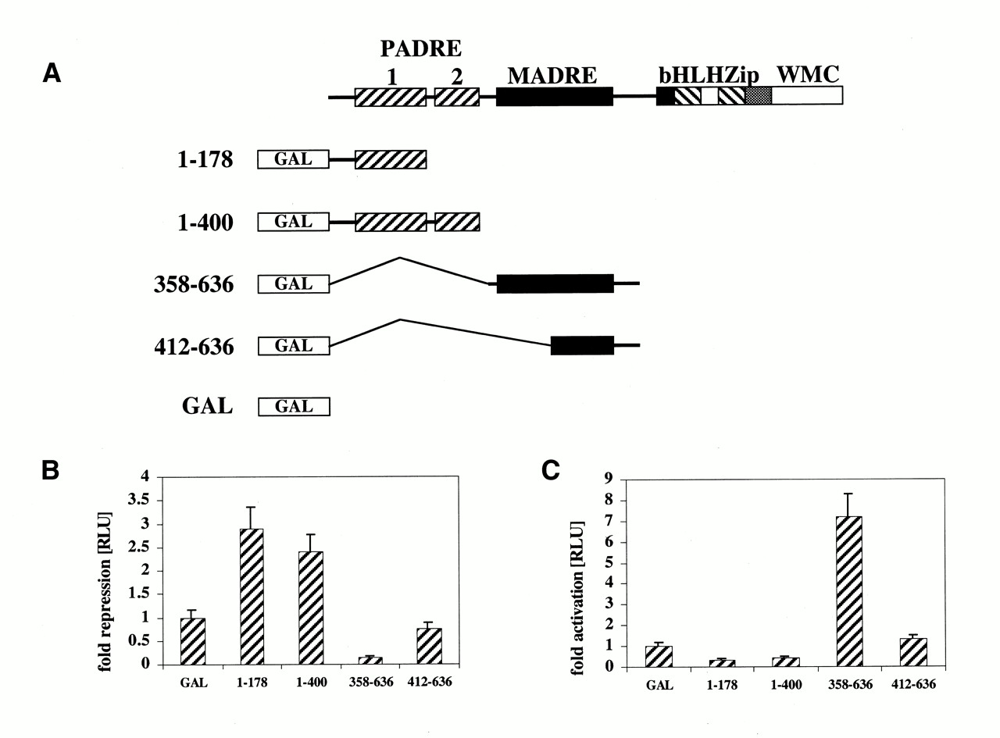 A
PADRE
1 2 MADRE bHLHZip WMC
1-178 GAL
1-400 GAL
358-636 GAL
412-636 GAL
GAL GAL
B
fold repression [RLU]
4
3.5
3
2.5
2
1.5
1
0.5
0
GAL 1-178 1-400 358-636 412-636
C
fold activation [RLU]
9
8
7
6
5
4
3
2
1
0
GAL 1-178 1-400 358-636 412-636